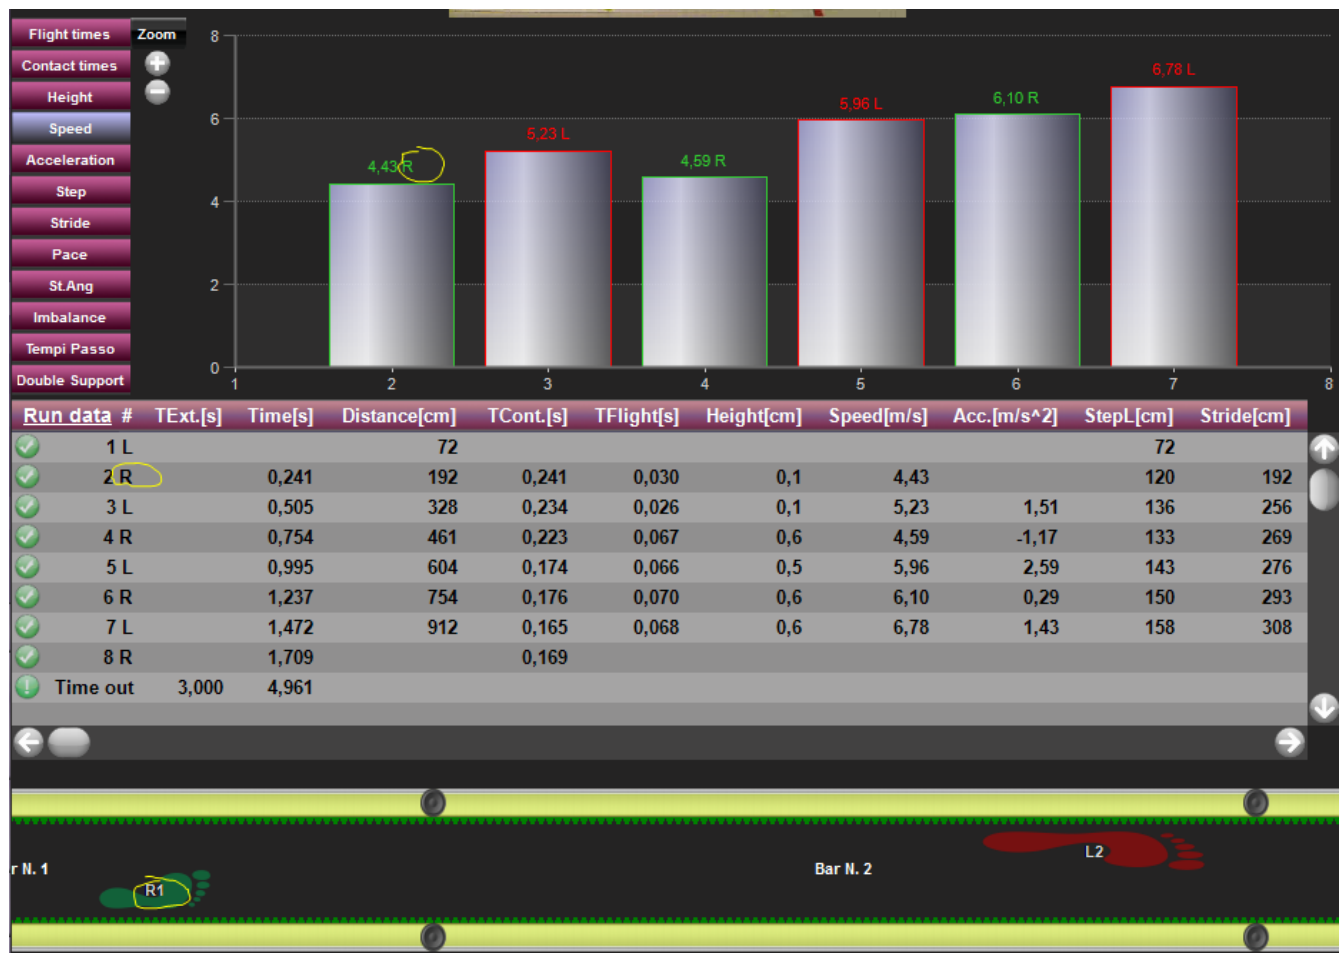 Flight times
Contact times
Height
Speed
Acceleration
Step
Stride
Pace
St.Ang
Imbalance
Tempi Passo
Double Support
Zoom
8
6
4
2
0
4,43 R
5,23 L
4,59 R
5,96 L
6,10 R
6,78 L
1 2 3 4 5 6 7 8
Run data # TExt.[s] Time[s] Distance[cm] TCont.[s] TFlight[s] Height[cm] Speed[m/s] Acc.[m/s^2] StepL[cm] Stride[cm]
1 L 72 72
2 R 0,241 192 0,241 0,030 0,1 4,43 120 192
3 L 0,505 328 0,234 0,026 0,1 5,23 1,51 136 256
4 R 0,754 461 0,223 0,067 0,6 4,59 -1,17 133 269
5 L 0,995 604 0,174 0,066 0,5 5,96 2,59 143 276
6 R 1,237 754 0,176 0,070 0,6 6,10 0,29 150 293
7 L 1,472 912 0,165 0,068 0,6 6,78 1,43 158 308
8 R 1,709 0,169
Time out 3,000 4,961
r N. 1
R1
Bar N. 2
L2